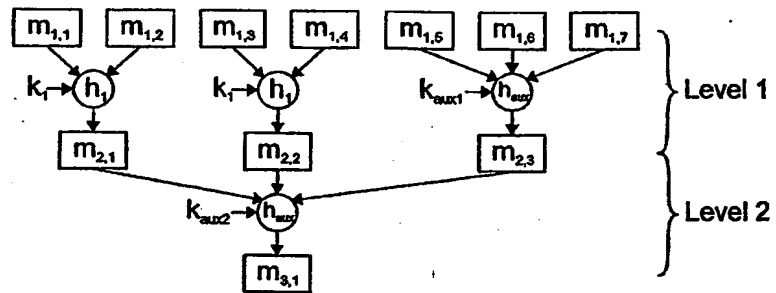 m1,1 m1,2 m1,3 m1,4 m1,5 m1,6 m1,7
k1 h1 k1 h1 kaux1 haux Level 1
m2,1 m2,2 m2,3
kaux2 haux Level 2
m3,1